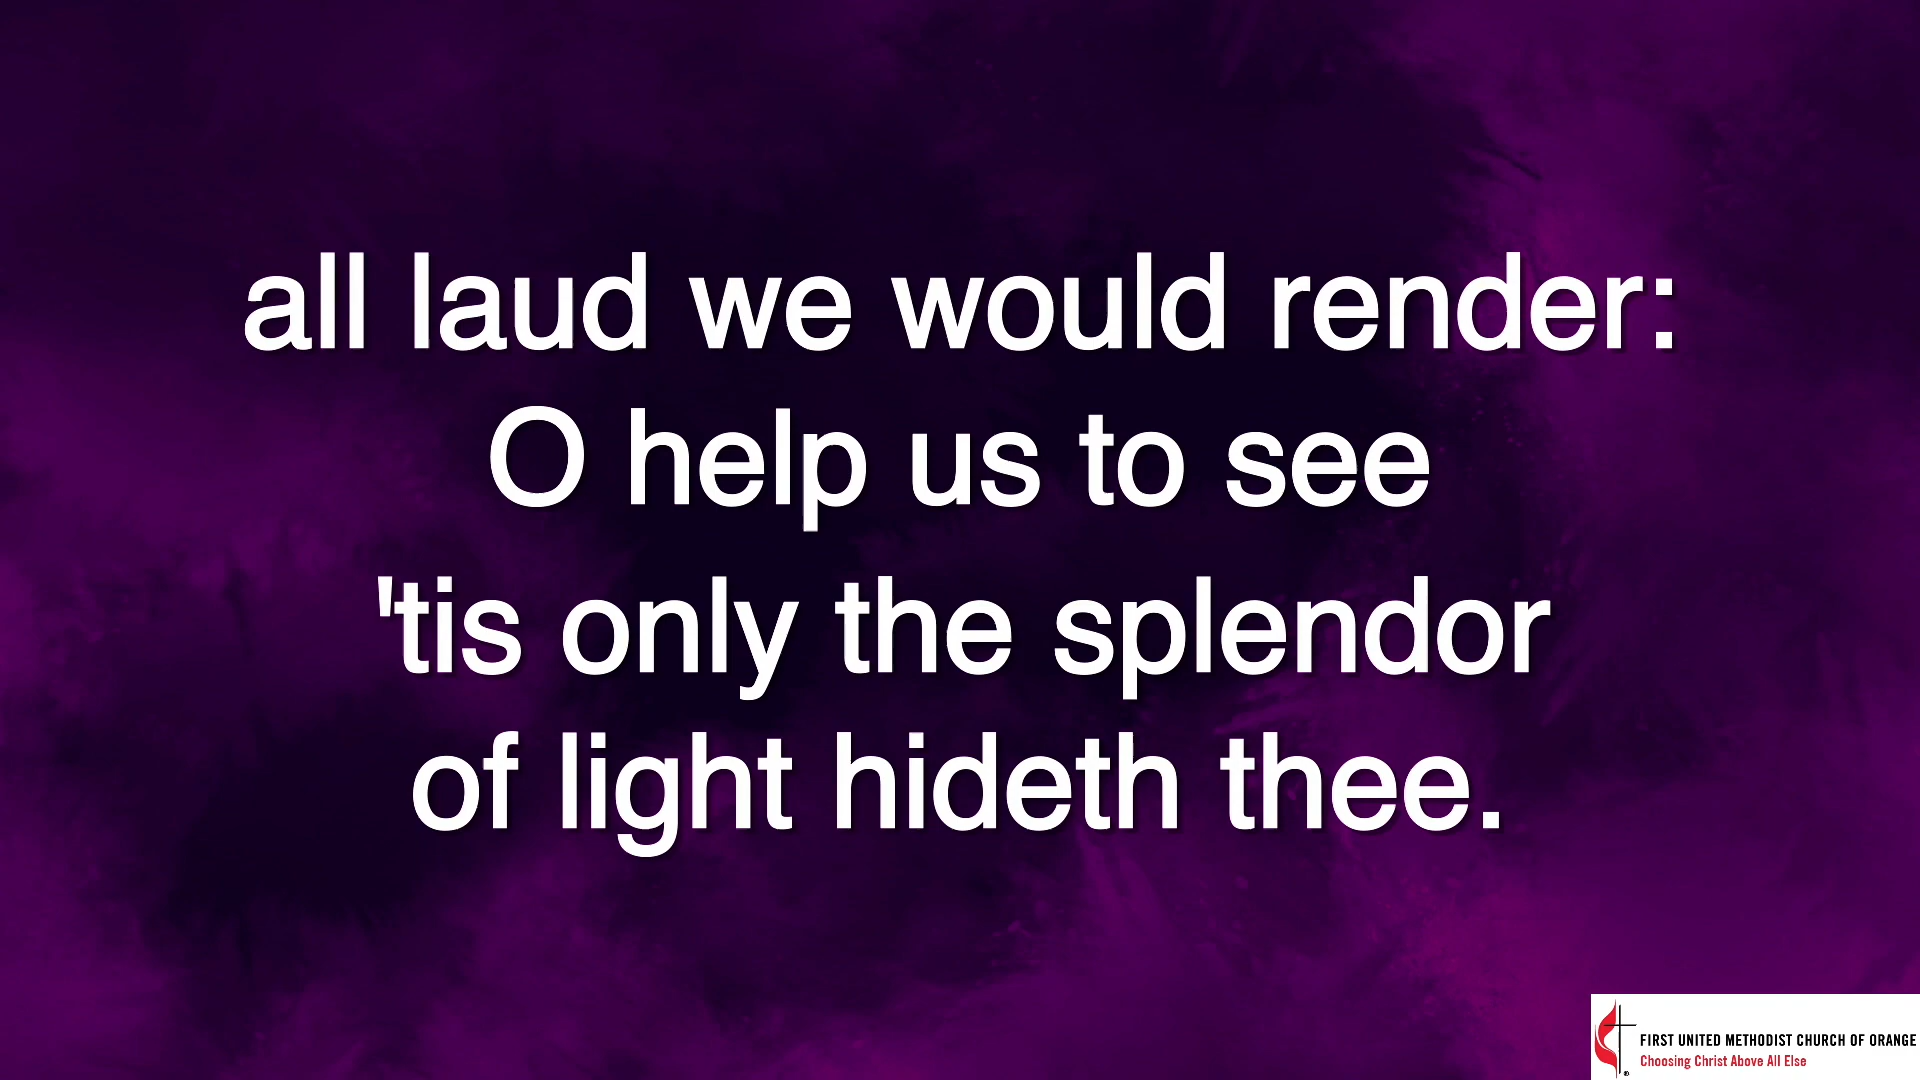 all laud we would render:
O help us to see
'tis only the splendor
of light hideth thee.
FIRST UNITED METHODIST CHURCH OF ORANGE
Choosing Christ Above All Else